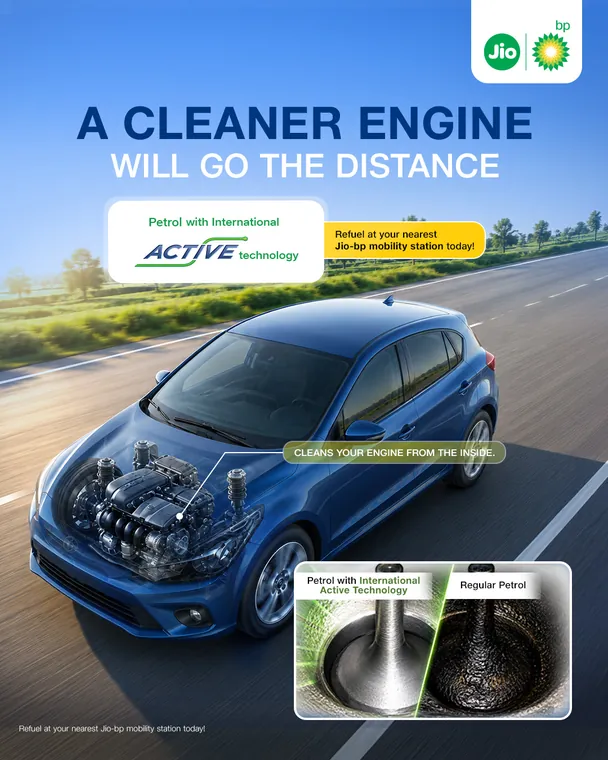 Jio
bp
A CLEANER ENGINE
WILL GO THE DISTANCE
Petrol with International
ACTIVE technology
Refuel at your nearest
Jio-bp mobility station today!
CLEANS YOUR ENGINE FROM THE INSIDE.
Petrol with International
Active Technology
Regular Petrol
Refuel at your nearest Jio-bp mobility station today!